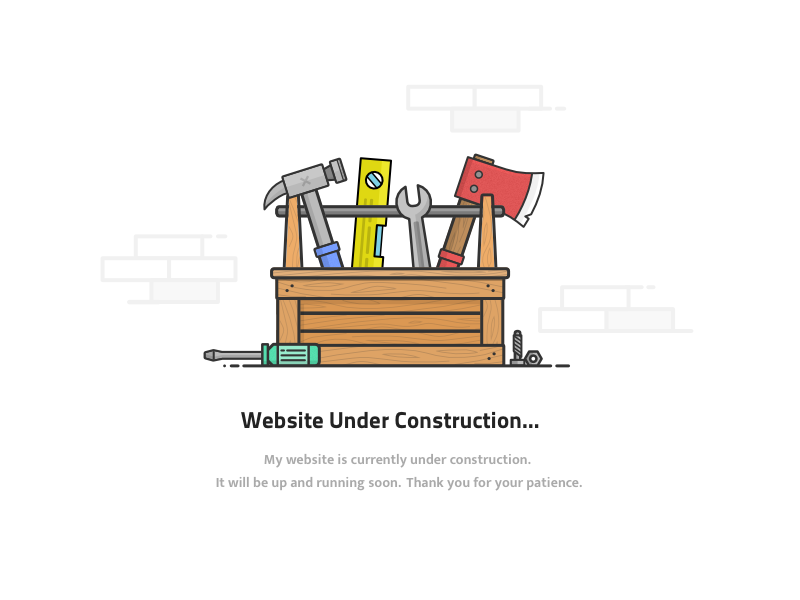 Website Under Construction...
My website is currently under construction.
It will be up and running soon. Thank you for your patience.